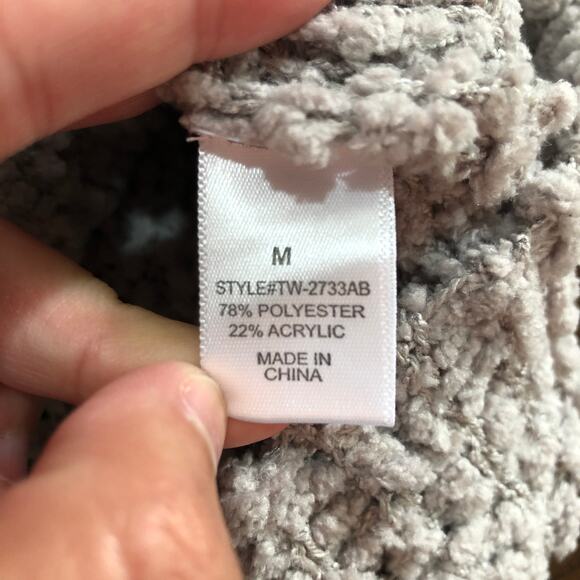 M
STYLE#TW-2733AB
78% POLYESTER
22% ACRYLIC
MADE IN
CHINA